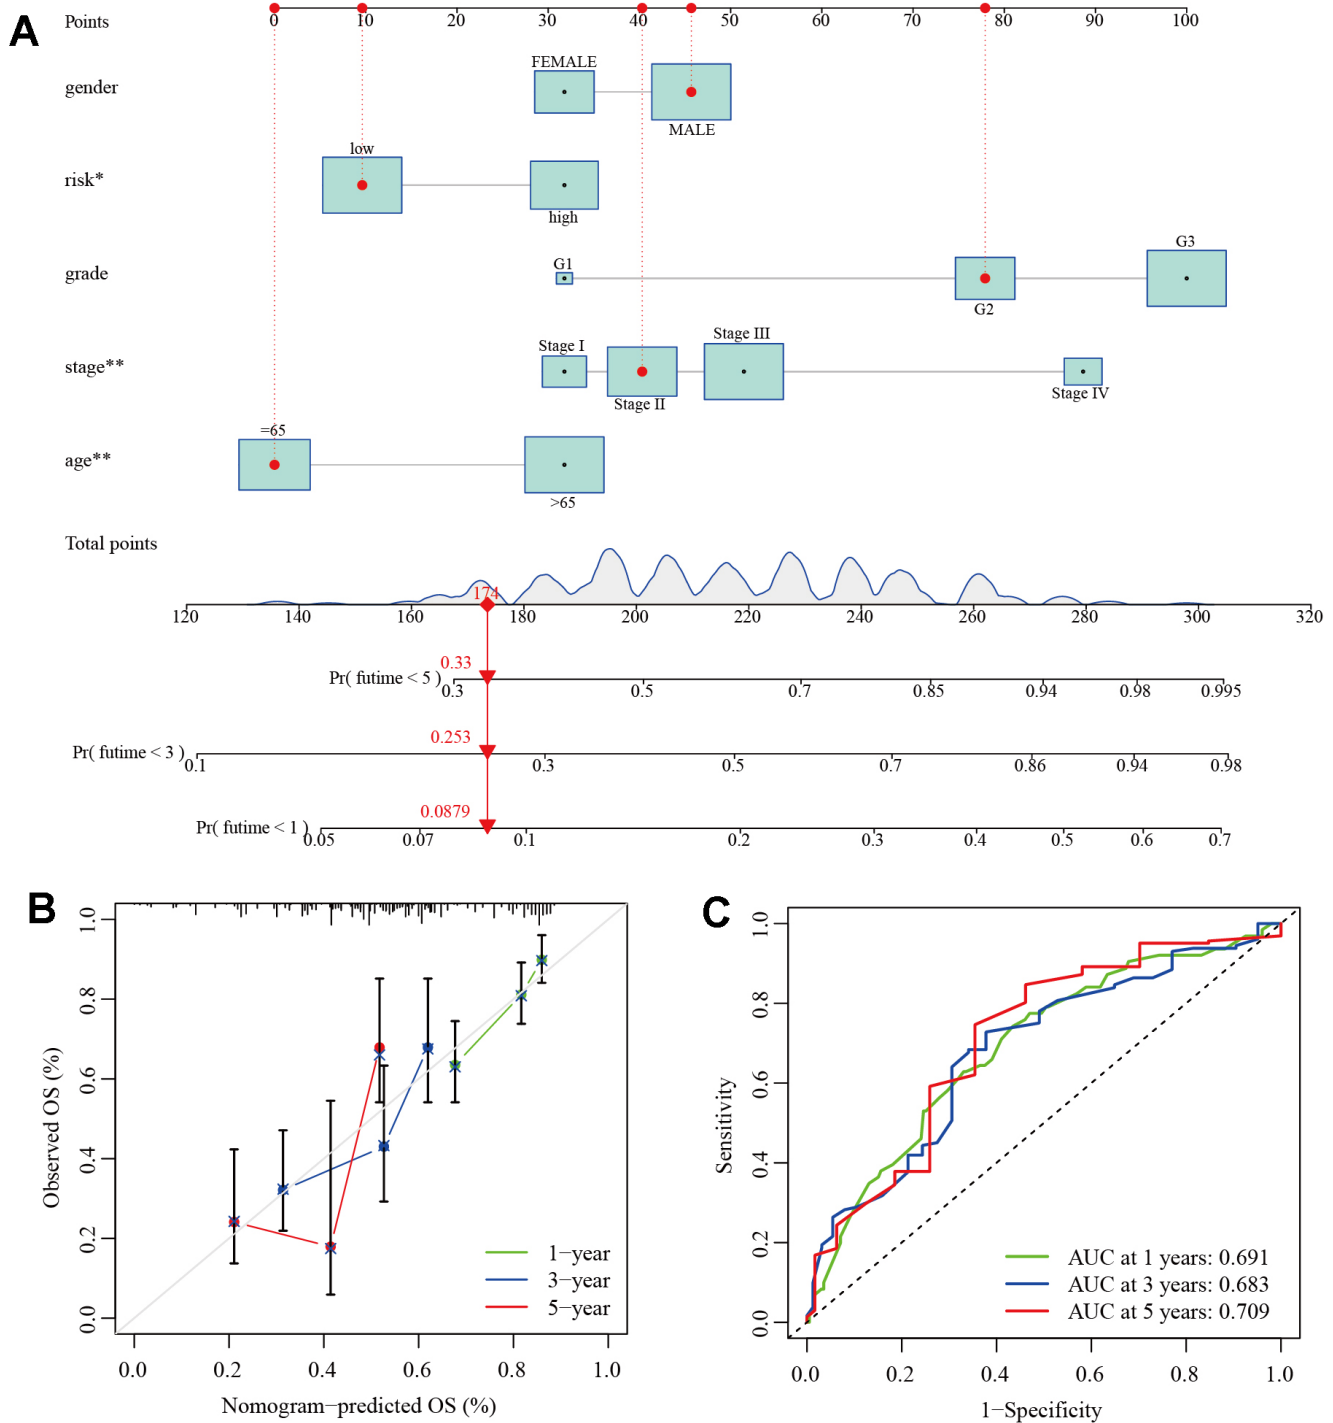 A
Points
0 10 20 30 40 50 60 70 80 90 100
gender
FEMALE
MALE
risk*
low
high
grade
G1
G2
G3
stage**
Stage I
Stage II
Stage III
Stage IV
age**
=65
>65
Total points
174
120 140 160 180 200 220 240 260 280 300 320
0.33
Pr( futime < 5 )
0.3 0.5 0.7 0.85 0.94 0.98 0.995
0.253
Pr( futime < 3 )
0.1 0.3 0.5 0.7 0.86 0.94 0.98
0.0879
Pr( futime < 1 )
0.05 0.07 0.1 0.2 0.3 0.4 0.5 0.6 0.7
B
Observed OS (%)
1.0
0.8
0.6
0.4
0.2
0.0
1−year
3−year
5−year
0.0 0.2 0.4 0.6 0.8 1.0
Nomogram−predicted OS (%)
C
Sensitivity
1.0
0.8
0.6
0.4
0.2
0.0
AUC at 1 years: 0.691
AUC at 3 years: 0.683
AUC at 5 years: 0.709
0.0 0.2 0.4 0.6 0.8 1.0
1−Specificity